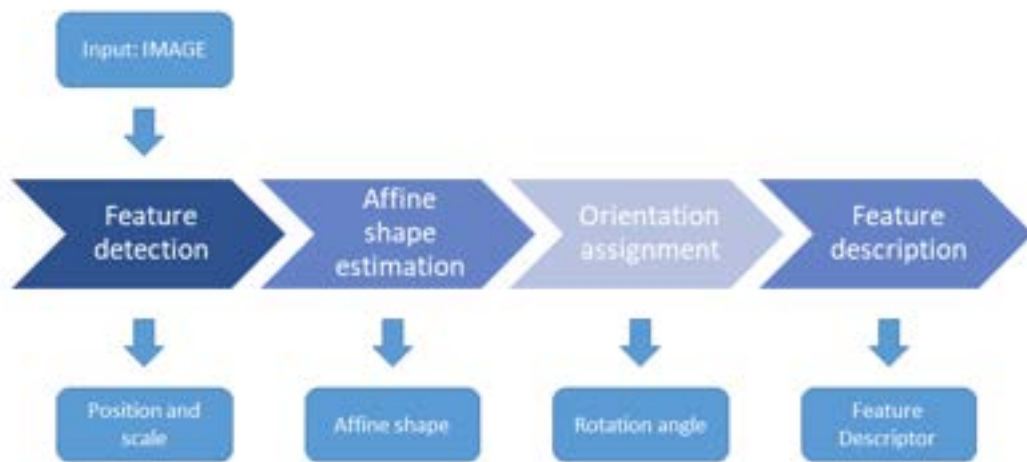 Input: IMAGE
Feature
detection
Affine
shape
estimation
Orientation
assignment
Feature
description
Position and
scale
Affine shape
Rotation angle
Feature
Descriptor